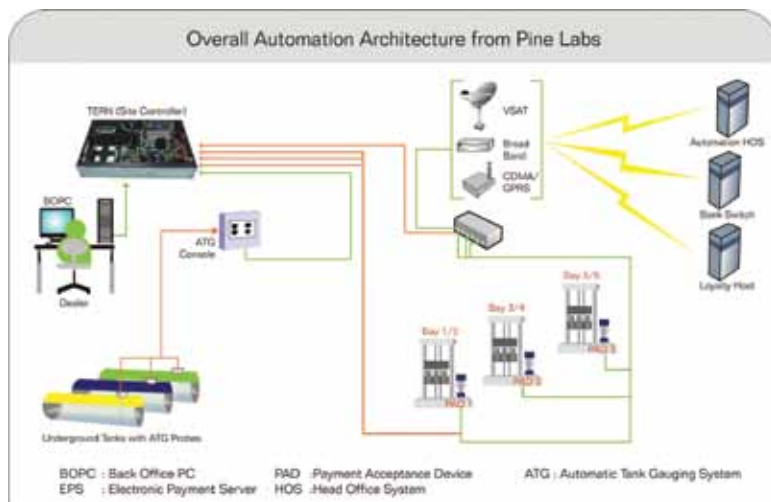 Overall Automation Architecture from Pine Labs
TERN (Site Controller)
VSAT
Broad
Band
CDMA/
GPRS
Automation HOS
Bank Switch
Loyalty Host
BOPC
Dealer
ATG
Console
Bay 1/2
Bay 3/4
Bay 5/6
PAD 1
PAD 2
PAD 3
Underground Tanks with ATG Probes
BOPC : Back Office PC
PAD :Payment Acceptance Device
ATG : Automatic Tank Gauging System
EPS : Electronic Payment Server
HOS :Head Office System